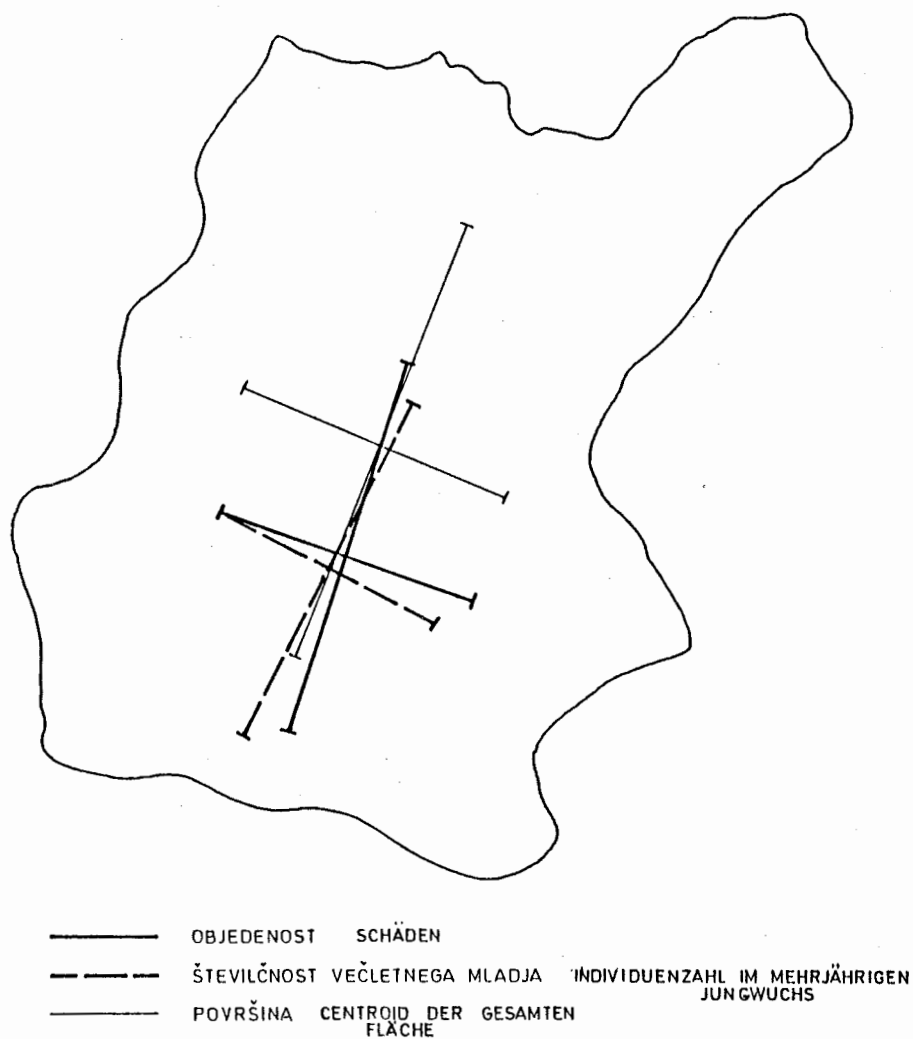 OBJEDENOST SCHÄDEN
ŠTEVILČNOST VEČLETNEGA MLADJA INDIVIDUENZAHL IM MEHRJÄHRIGEN
JUNGWUCHS
POVRŠINA CENTROID DER GESAMTEN
FLÄCHE